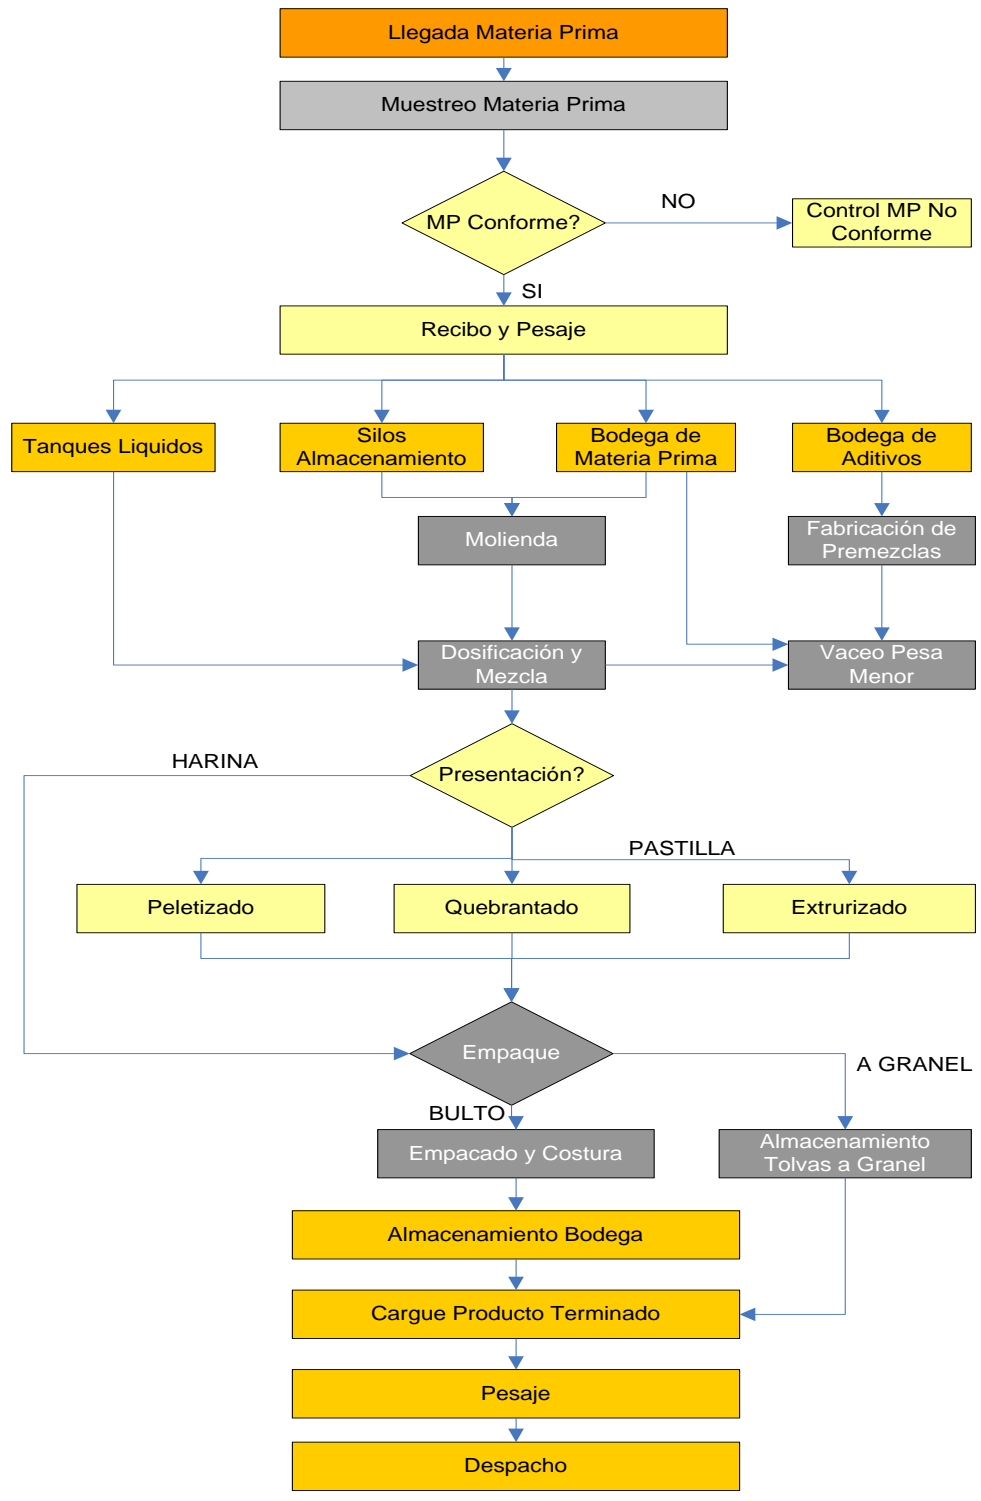 Llegada Materia Prima
Muestreo Materia Prima
MP Conforme?
NO
Control MP No
Conforme
SI
Recibo y Pesaje
Tanques Liquidos
Silos
Almacenamiento
Bodega de
Materia Prima
Bodega de
Aditivos
Molienda
Fabricación de
Premezclas
Dosificación y
Mezcla
Vaceo Pesa
Menor
HARINA
Presentación?
PASTILLA
Peletizado
Quebrantado
Extrurizado
Empaque
A GRANEL
BULTO
Empacado y Costura
Almacenamiento
Tolvas a Granel
Almacenamiento Bodega
Cargue Producto Terminado
Pesaje
Despacho